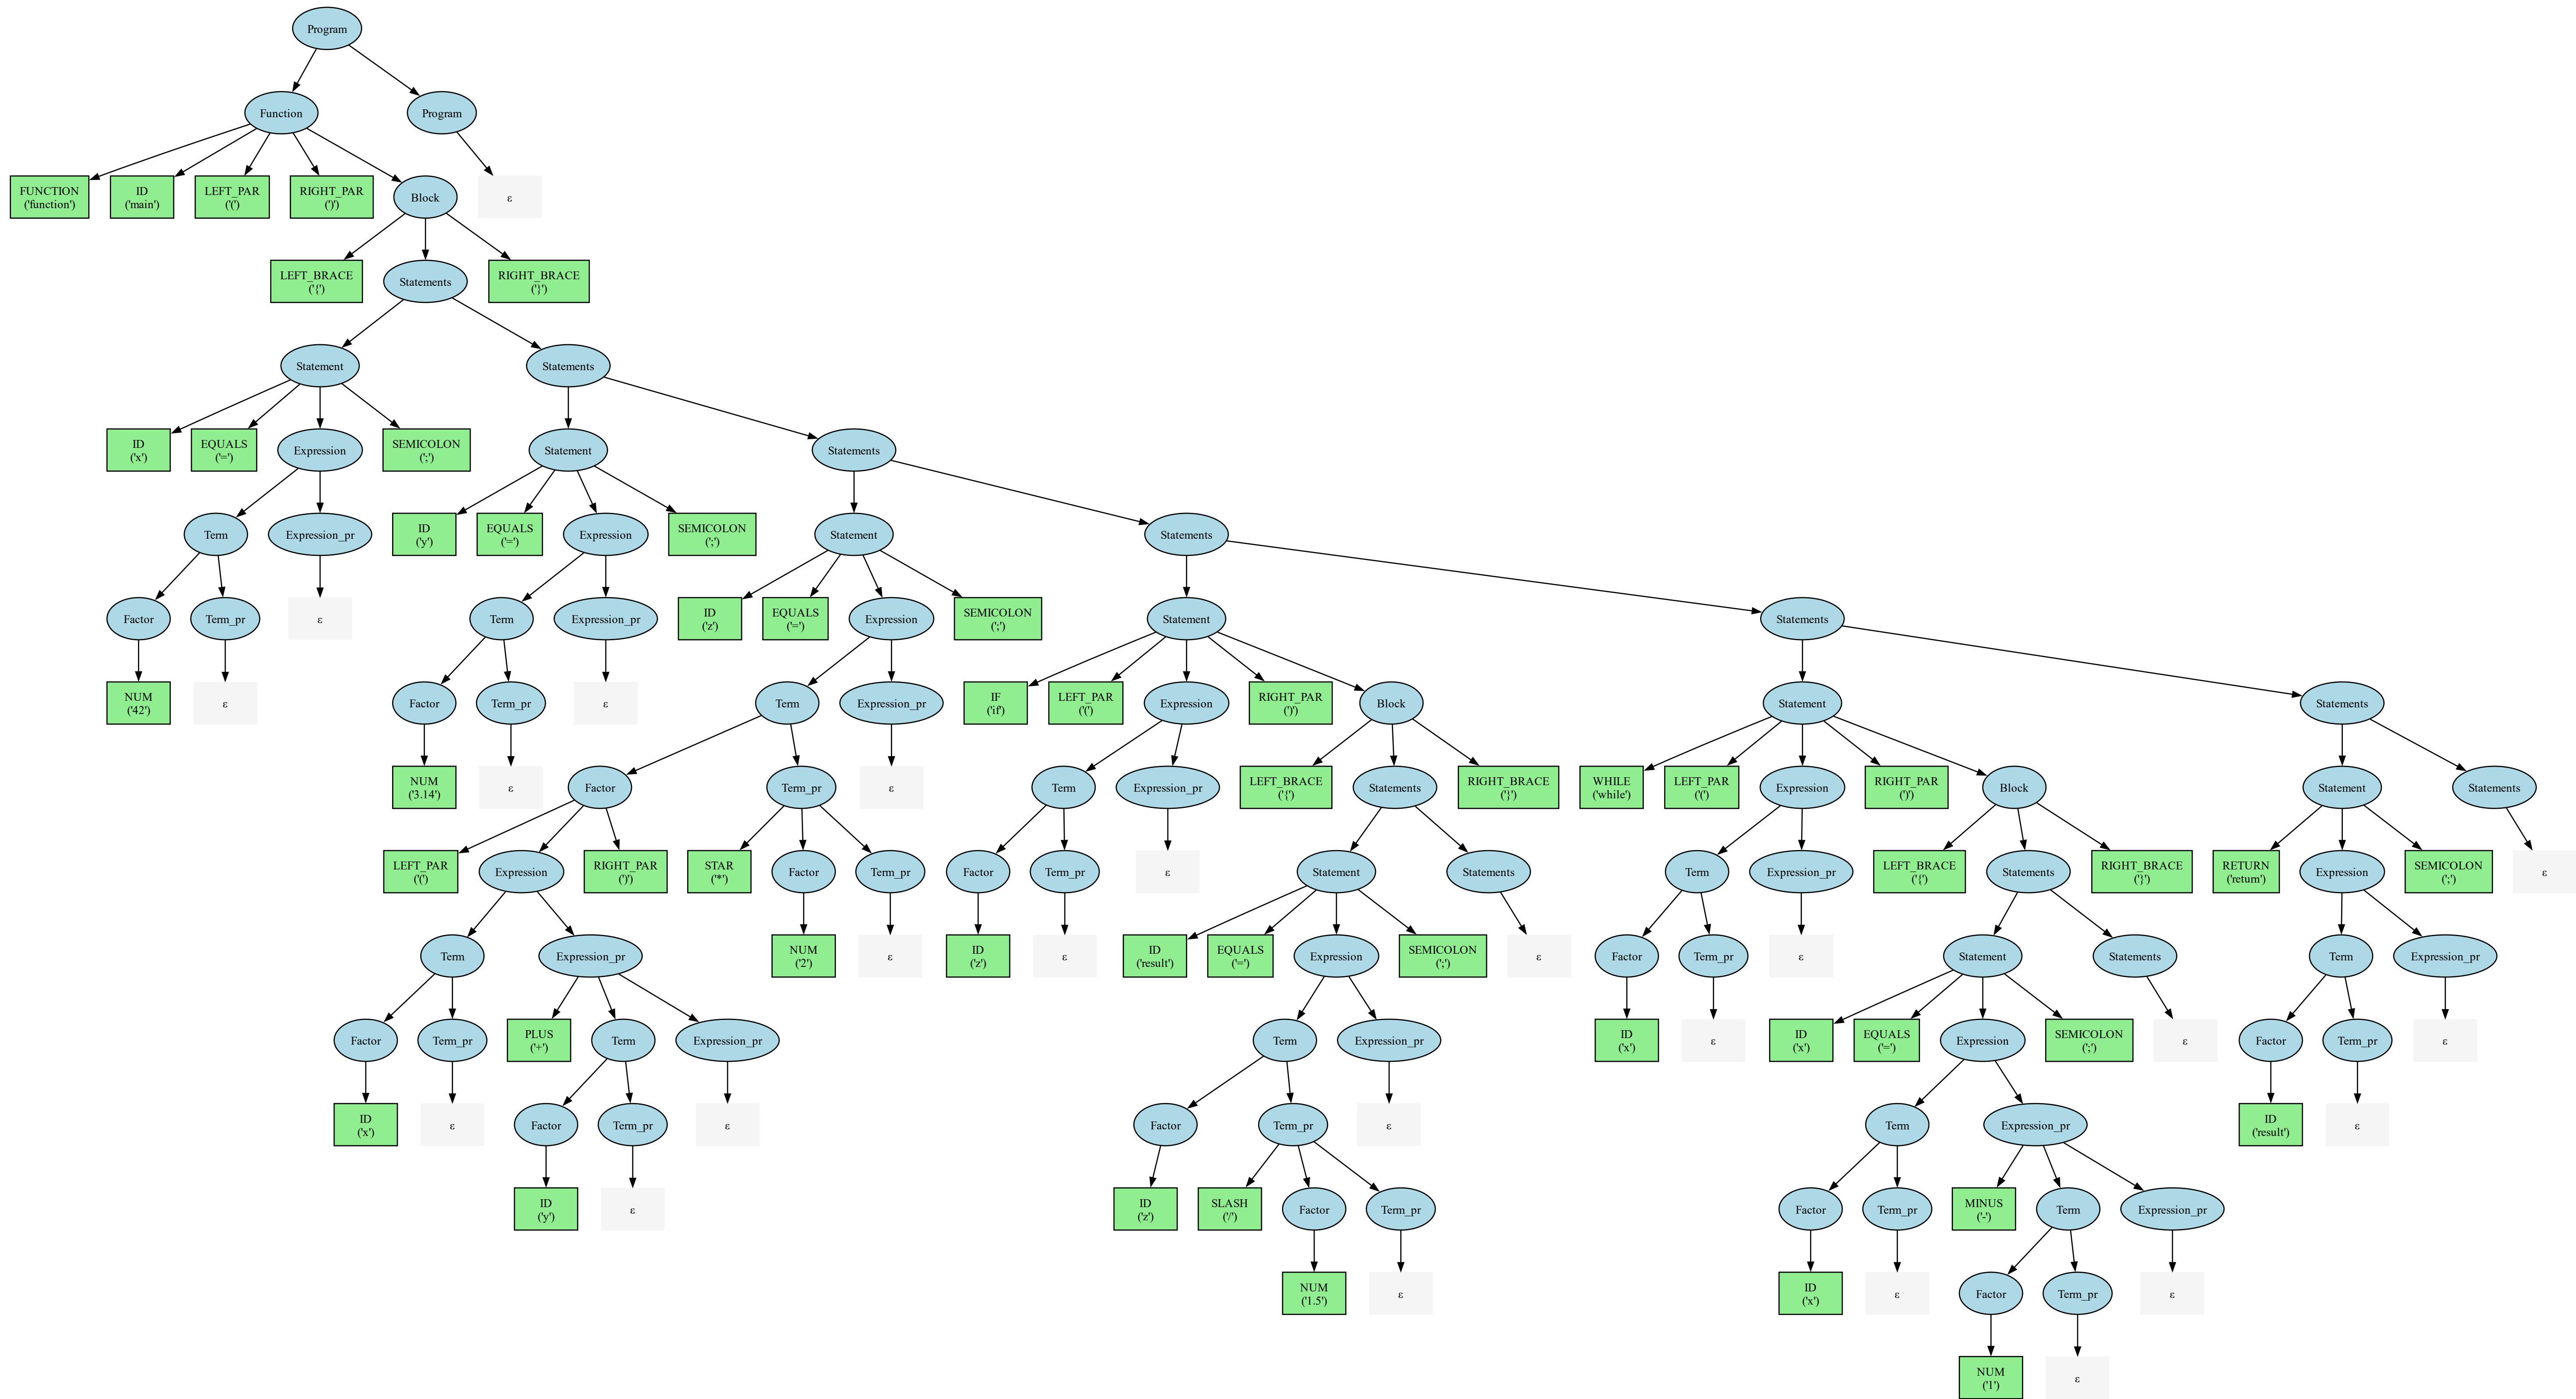 Program
Function
Program
FUNCTION
('function')
ID
('main')
LEFT_PAR
('(')
RIGHT_PAR
(')')
Block
ε
LEFT_BRACE
('{')
Statements
RIGHT_BRACE
('}')
Statement
Statements
ID
('x')
EQUALS
('=')
Expression
SEMICOLON
(';')
Statement
Statements
Term
Expression_pr
ID
('y')
EQUALS
('=')
Expression
SEMICOLON
(';')
Statement
Statements
Factor
Term_pr
ε
Term
Expression_pr
ID
('z')
EQUALS
('=')
Expression
SEMICOLON
(';')
Statement
Statements
NUM
('42')
ε
Factor
Term_pr
ε
Term
Expression_pr
IF
('if')
LEFT_PAR
('(')
Expression
RIGHT_PAR
(')')
Block
Statement
Statements
NUM
('3.14')
ε
Factor
Term_pr
ε
Term
Expression_pr
LEFT_BRACE
('{')
Statements
RIGHT_BRACE
('}')
WHILE
('while')
LEFT_PAR
('(')
Expression
RIGHT_PAR
(')')
Block
Statement
Statements
LEFT_PAR
('(')
Expression
RIGHT_PAR
(')')
STAR
('*')
Factor
Term_pr
Factor
Term_pr
ε
Statement
Statements
Term
Expression_pr
LEFT_BRACE
('{')
Statements
RIGHT_BRACE
('}')
RETURN
('return')
Expression
SEMICOLON
(';')
ε
Term
Expression_pr
NUM
('2')
ε
ID
('z')
ε
ID
('result')
EQUALS
('=')
Expression
SEMICOLON
(';')
ε
Factor
Term_pr
ε
Statement
Statements
Term
Expression_pr
Factor
Term_pr
PLUS
('+')
Term
Expression_pr
Term
Expression_pr
ID
('x')
ε
ID
('x')
EQUALS
('=')
Expression
SEMICOLON
(';')
ε
Factor
Term_pr
ε
ID
('x')
ε
Factor
Term_pr
ε
Factor
Term_pr
ε
Term
Expression_pr
ID
('result')
ε
ID
('y')
ε
ID
('z')
SLASH
('/')
Factor
Term_pr
Factor
Term_pr
MINUS
('-')
Term
Expression_pr
NUM
('1.5')
ε
ID
('x')
ε
Factor
Term_pr
ε
NUM
('1')
ε